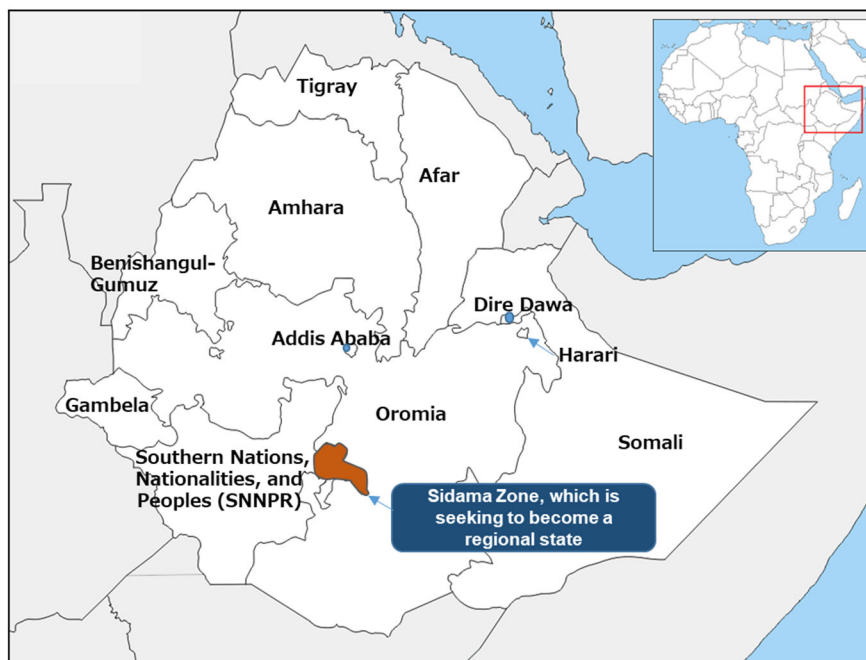 Tigray
Afar
Amhara
Benishangul-
Gumuz
Dire Dawa
Addis Ababa
Harari
Gambela
Oromia
Somali
Southern Nations,
Nationalities, and
Peoples (SNNPR)
Sidama Zone, which is
seeking to become a
regional state